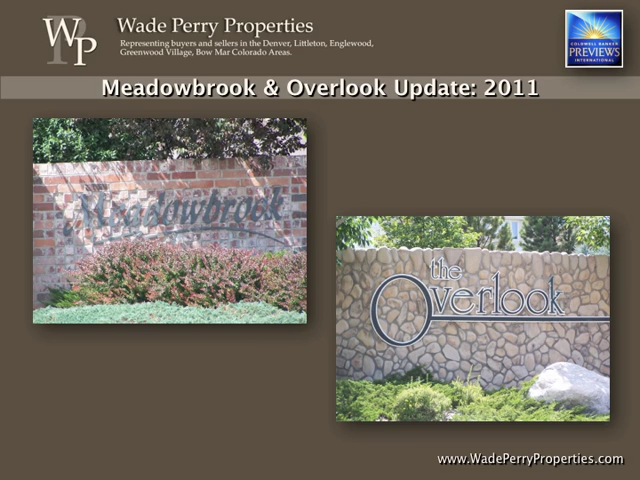 WP
Wade Perry Properties
Representing buyers and sellers in the Denver, Littlefield, Englewood,
Greenwood Village, Bow Mar Colorado Areas.
COLDWELL BANKER
PREVIEWS
INTERNATIONAL
Meadowbrook & Overlook Update: 2011
Meadowbrook
the
Overlook
www.WadePerryProperties.com